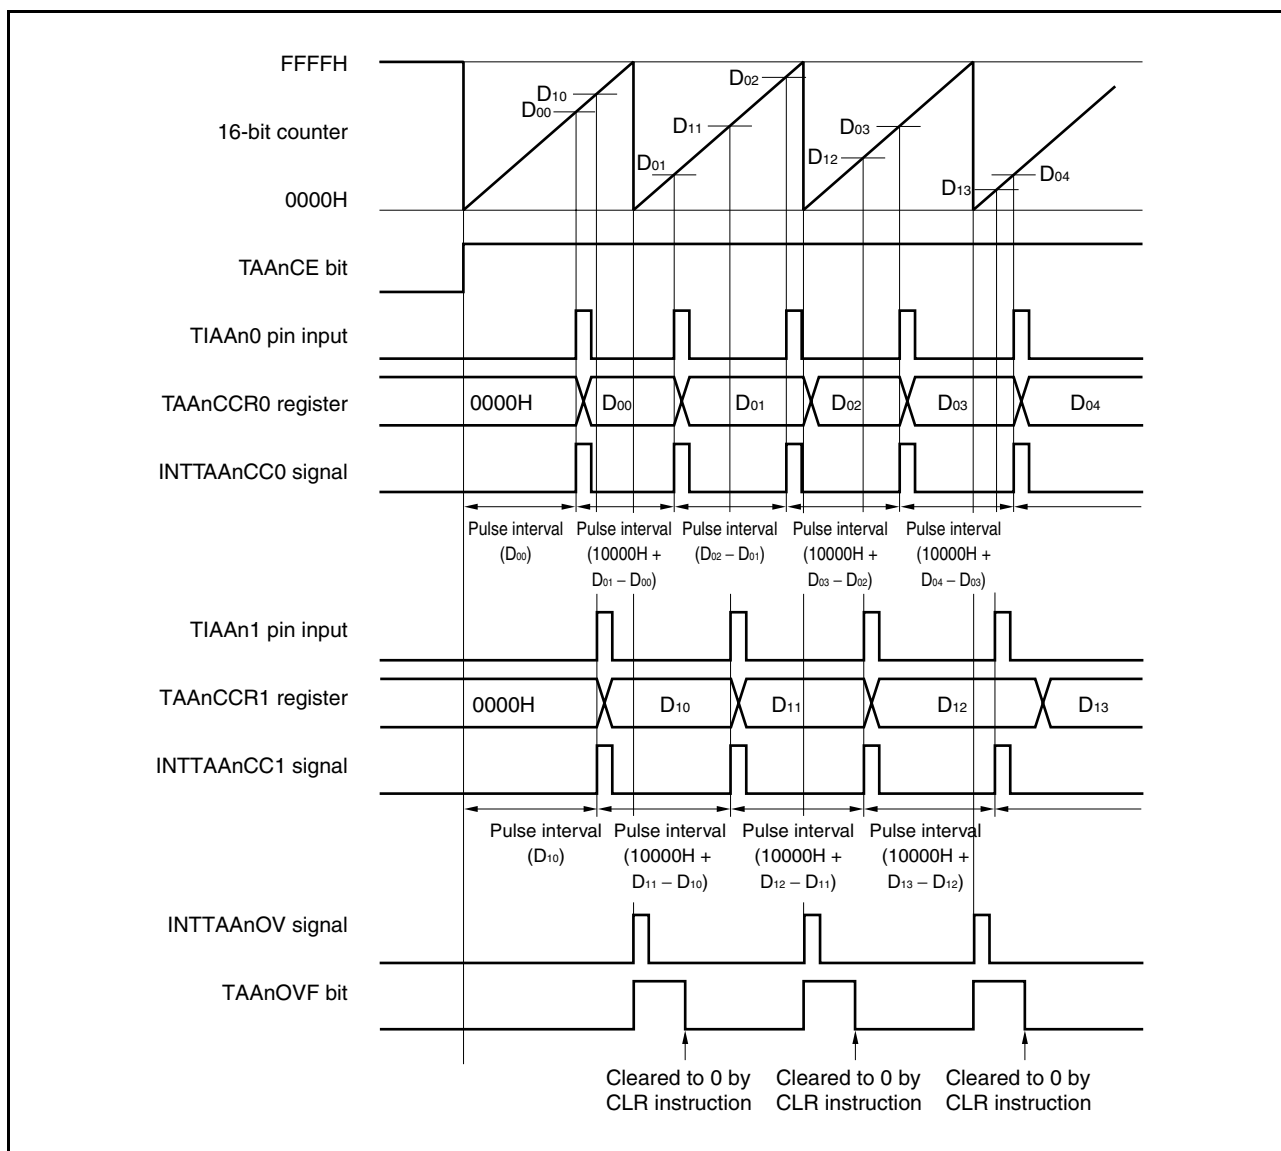 FFFFH
D10
D00
D02
16-bit counter
D11
D03
D01
D12
D13
D04
0000H
TAAnCE bit
TIAAn0 pin input
TAAnCCR0 register
0000H D00 D01 D02 D03 D04
INTTAAnCC0 signal
Pulse interval
(D00)
Pulse interval
(10000H +
D01 – D00)
Pulse interval
(D02 – D01)
Pulse interval
(10000H +
D03 – D02)
Pulse interval
(10000H +
D04 – D03)
TIAAn1 pin input
TAAnCCR1 register
0000H D10 D11 D12 D13
INTTAAnCC1 signal
Pulse interval
(D10)
Pulse interval
(10000H +
D11 – D10)
Pulse interval
(10000H +
D12 – D11)
Pulse interval
(10000H +
D13 – D12)
INTTAAnOV signal
TAAnOVF bit
Cleared to 0 by
CLR instruction
Cleared to 0 by
CLR instruction
Cleared to 0 by
CLR instruction